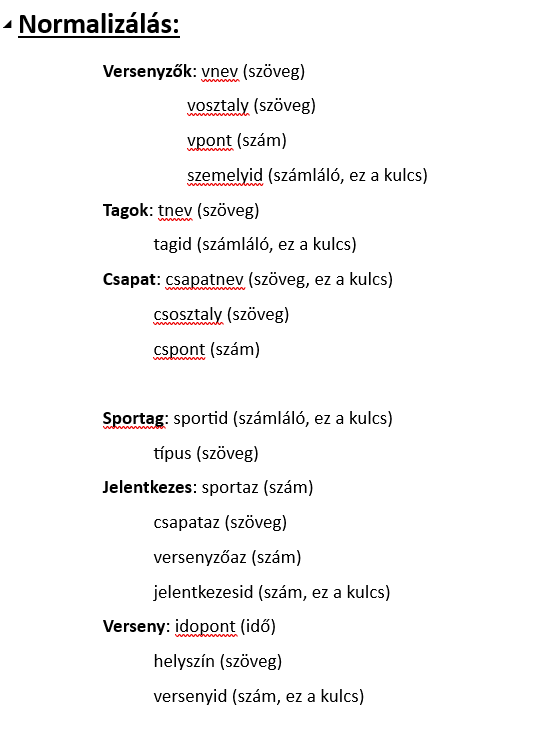 Normalizálás:
Versenyzők: vnev (szöveg)
vosztaly (szöveg)
vpont (szám)
szemelyid (számláló, ez a kulcs)
Tagok: tnev (szöveg)
tagid (számláló, ez a kulcs)
Csapat: csapatnev (szöveg, ez a kulcs)
csosztaly (szöveg)
cspont (szám)
Sportag: sportid (számláló, ez a kulcs)
típus (szöveg)
Jelentkezes: sportaz (szám)
csapataz (szöveg)
versenyzőaz (szám)
jelentkezesid (szám, ez a kulcs)
Verseny: idopont (idő)
helyszín (szöveg)
versenyid (szám, ez a kulcs)